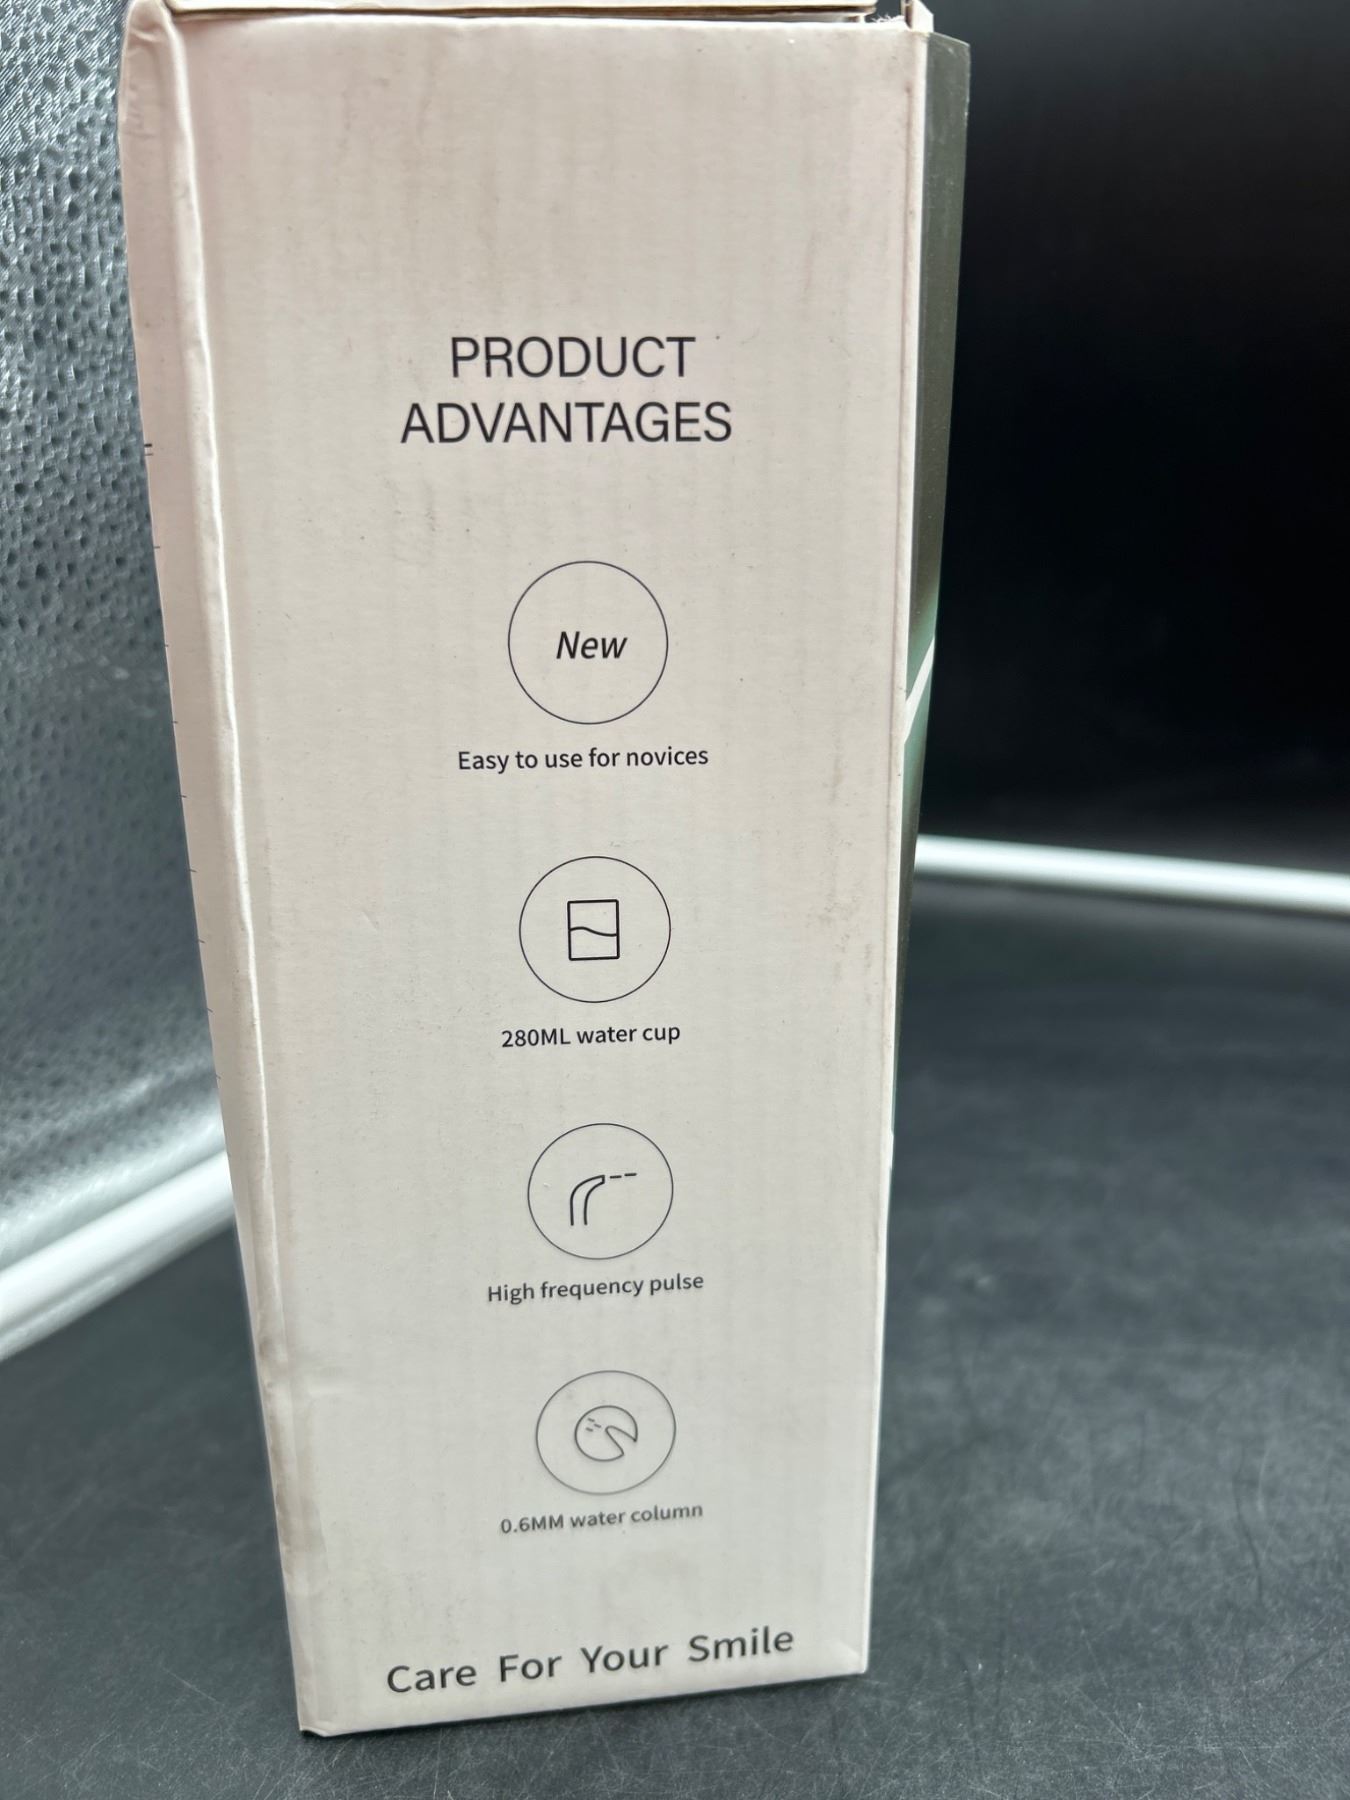 PRODUCT
ADVANTAGES
New
Easy to use for novices
280ML water cup
High frequency pulse
0.6MM water column
Care For Your Smile